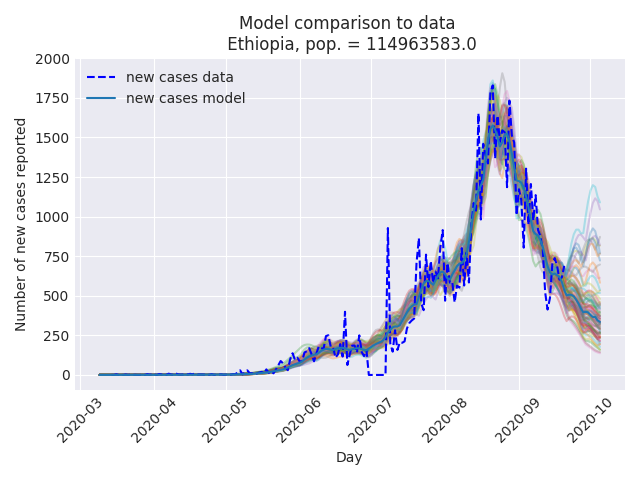 Model comparison to data
Ethiopia, pop. = 114963583.0
new cases data
new cases model
Number of new cases reported
2000
1750
1500
1250
1000
750
500
250
0
2020-03
2020-04
2020-05
2020-06
2020-07
2020-08
2020-09
2020-10
Day